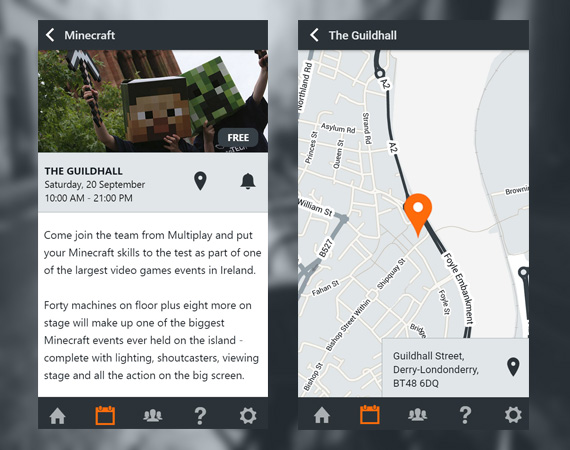 Minecraft
FREE
THE GUILDHALL
Saturday, 20 September
10:00 AM - 21:00 PM
Come join the team from Multiplay and put
your Minecraft skills to the test as part of one
of the largest video games events in Ireland.
Forty machines on floor plus eight more on
stage will make up one of the biggest
Minecraft events ever held on the island -
complete with lighting, shoutcasters, viewing
stage and all the action on the big screen.
?
The Guildhall
A2
Northland Rd
Strand Rd
Asylum Rd
Princes St
Queen St
A2
William St
B527
Shipquay St
Foyle Embankment
Fahan St
Foyle St
Bishop Street Within
Bridge
Bishop St
Guildhall Street,
Derry-Londonderry,
BT48 6DQ
?